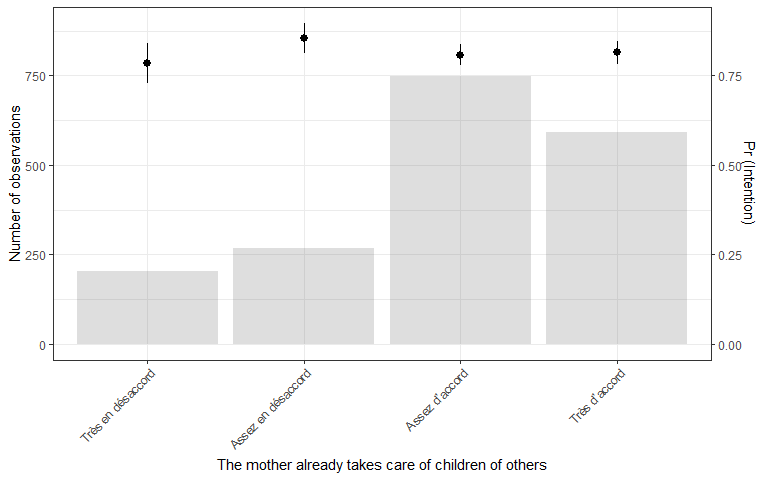 Number of observations
750
500
250
0
0.75
0.50
0.25
0.00
Pr (Intention)
Très en désaccord
Assez en désaccord
Assez d'accord
Très d'accord
The mother already takes care of children of others